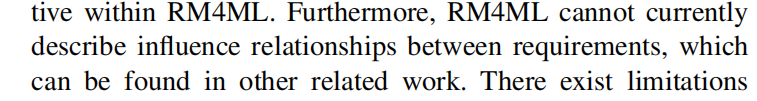 tive within RM4ML. Furthermore, RM4ML cannot currently
describe influence relationships between requirements, which
can be found in other related work. There exist limitations